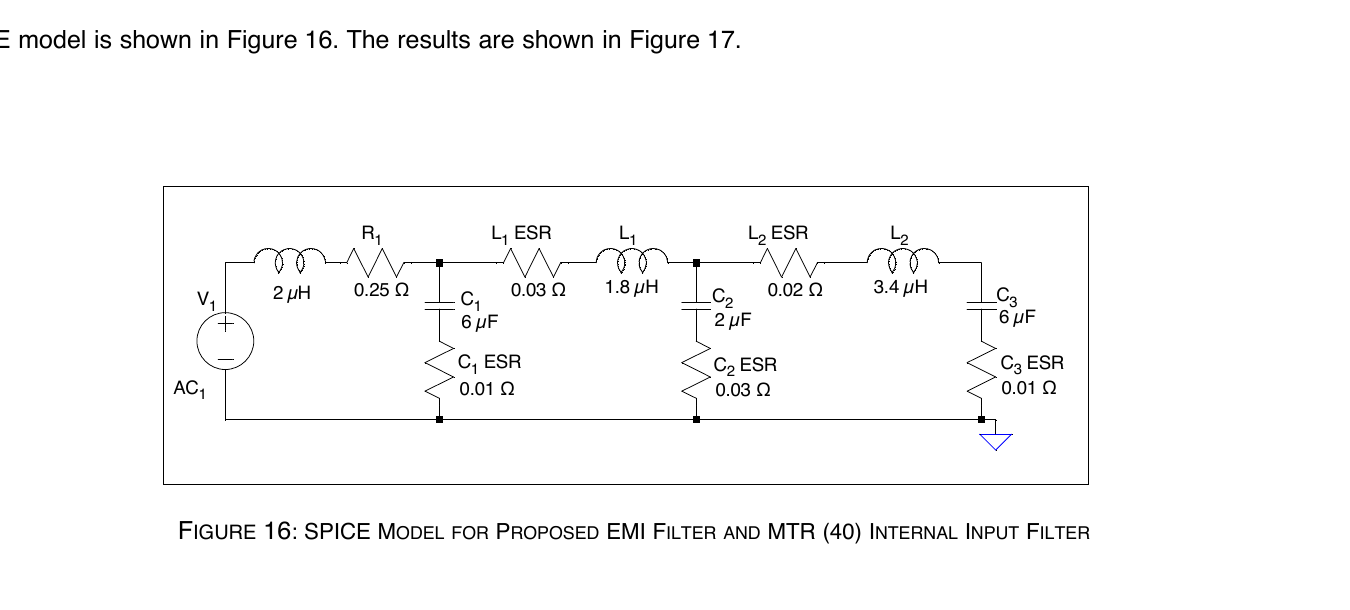 E model is shown in Figure 16. The results are shown in Figure 17.
R1 L1 ESR L1 L2 ESR L2
2 µH 0.25 Ω 0.03 Ω 1.8 µH 0.02 Ω 3.4 µH
V1 C1 C2 C3
6 µF 2 µF 6 µF
+
–
C1 ESR C2 ESR C3 ESR
AC1 0.01 Ω 0.03 Ω 0.01 Ω
FIGURE 16: SPICE MODEL FOR PROPOSED EMI FILTER AND MTR (40) INTERNAL INPUT FILTER